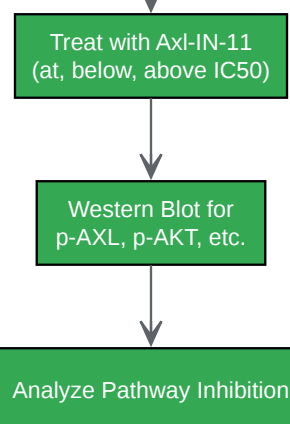 Treat with Axl-IN-11
(at, below, above IC50)
Western Blot for
p-AXL, p-AKT, etc.
Analyze Pathway Inhibition